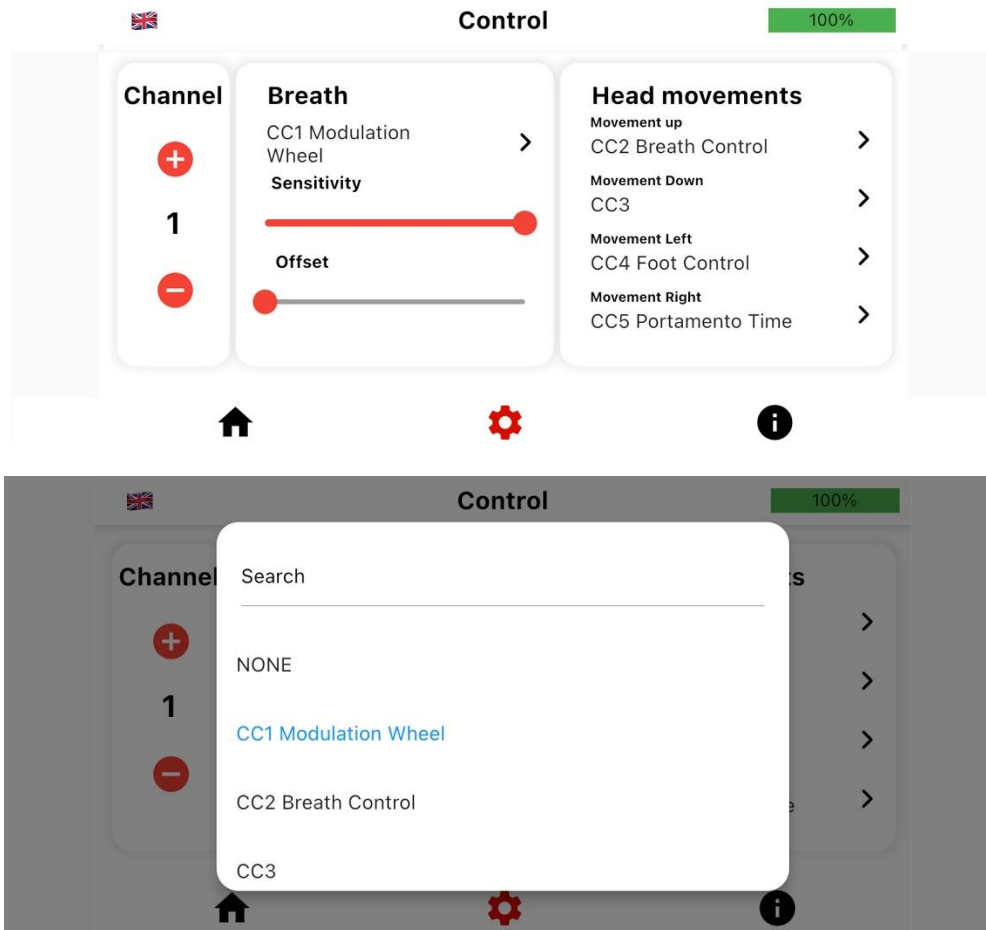 Control
100%
Channel
1
Breath
CC1 Modulation
Wheel
Sensitivity
Offset
Head movements
Movement up
CC2 Breath Control
Movement Down
CC3
Movement Left
CC4 Foot Control
Movement Right
CC5 Portamento Time
Control
100%
Channel
1
Search
NONE
CC1 Modulation Wheel
CC2 Breath Control
CC3
s
e